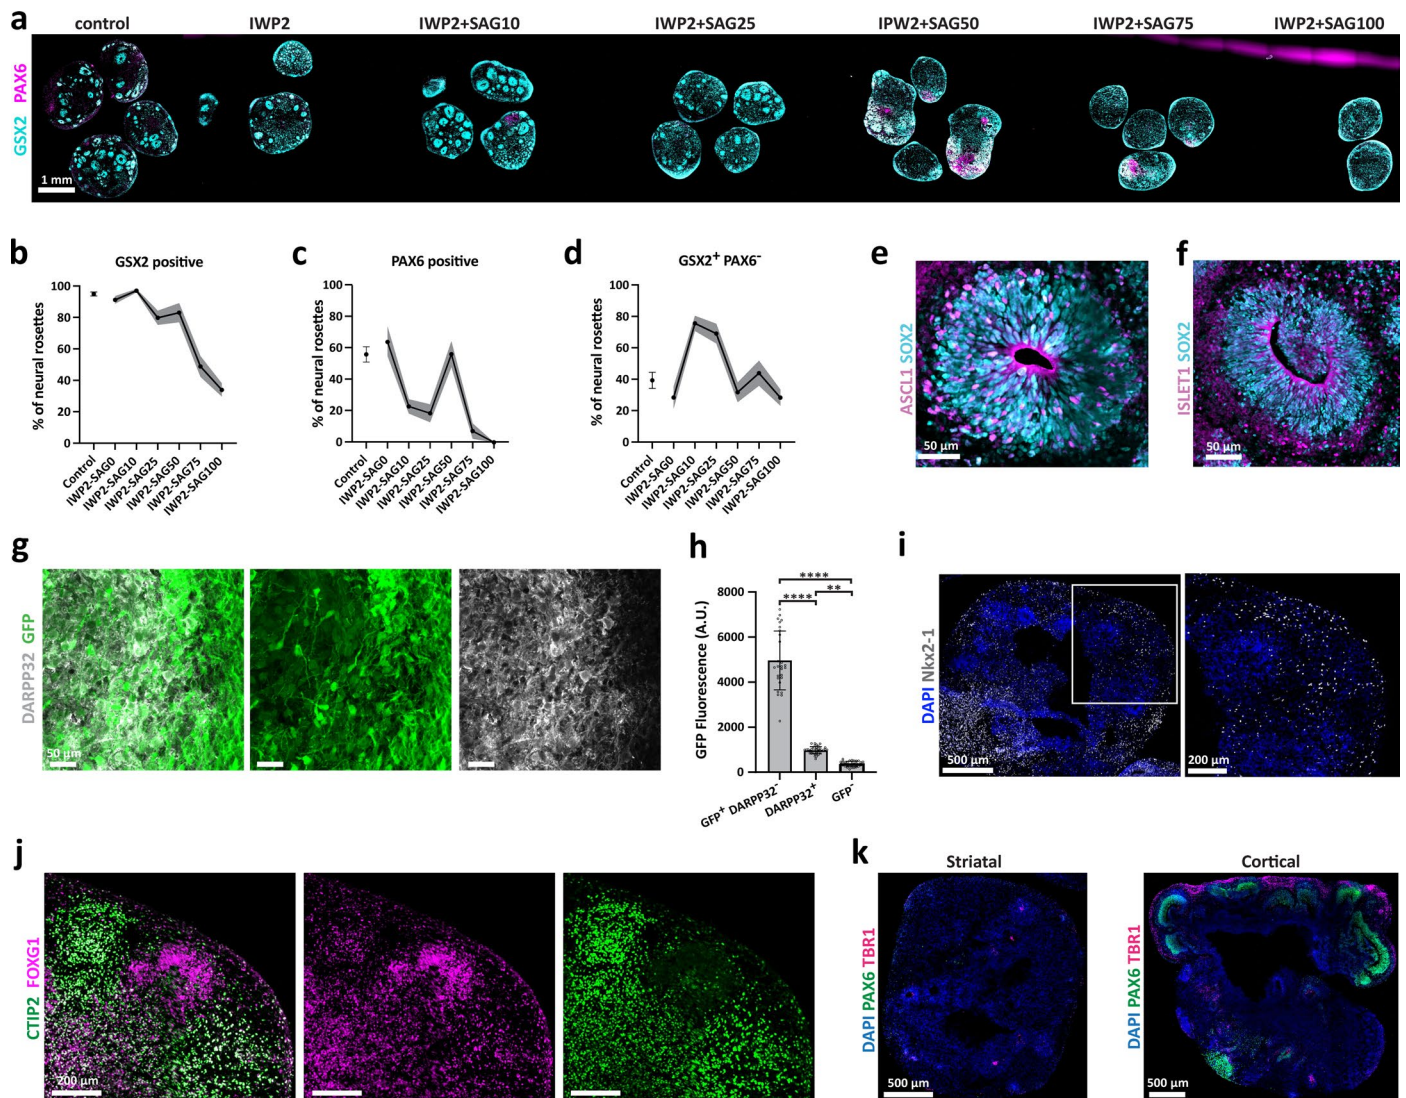 a
control IWP2 IWP2+SAG10 IWP2+SAG25 IPW2+SAG50 IWP2+SAG75 IWP2+SAG100
GSX2 PAX6
1 mm
b
GSX2 positive
% of neural rosettes
100
80
60
40
20
0
Control
IWP2-SAG0
IWP2-SAG10
IWP2-SAG25
IWP2-SAG50
IWP2-SAG75
IWP2-SAG100
c
PAX6 positive
% of neural rosettes
100
80
60
40
20
0
Control
IWP2-SAG0
IWP2-SAG10
IWP2-SAG25
IWP2-SAG50
IWP2-SAG75
IWP2-SAG100
d
GSX2⁺ PAX6⁻
% of neural rosettes
100
80
60
40
20
0
Control
IWP2-SAG0
IWP2-SAG10
IWP2-SAG25
IWP2-SAG50
IWP2-SAG75
IWP2-SAG100
e
ASCL1 SOX2
50 µm
f
ISLET1 SOX2
50 µm
g
DARPP32 GFP
50 µm
h
GFP Fluorescence (A.U.)
8000
6000
4000
2000
0
****
**** **
GFP⁺ DARPP32⁻
DARPP32⁺
GFP⁻
i
DAPI Nkx2-1
500 µm
200 µm
j
CTIP2 FOXG1
200 µm
k
Striatal
DAPI PAX6 TBR1
500 µm
Cortical
DAPI PAX6 TBR1
500 µm